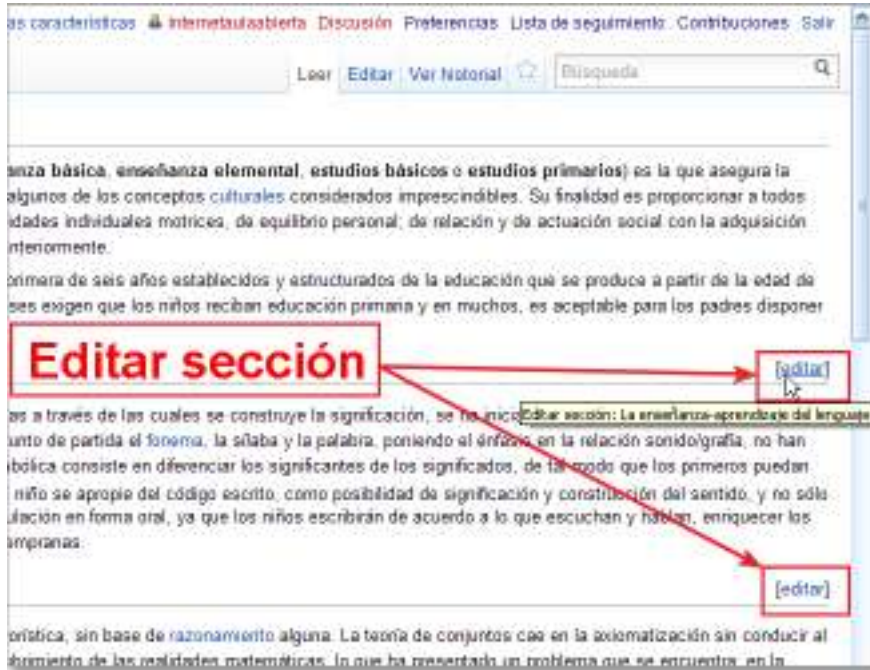 as características Internetaulaabierta Discusión Preferencias Lista de seguimiento Contribuciones Salir
Leer Editar Ver historial Búsqueda
anza básica, enseñanza elemental, estudios básicos o estudios primarios) es la que asegura la
algunos de los conceptos culturales considerados imprescindibles. Su finalidad es proporcionar a todos
idades individuales motrices, de equilibrio personal; de relación y de actuación social con la adquisición
nteriormente.
primera de seis años establecidos y estructurados de la educación que se produce a partir de la edad de
ses exigen que los niños reciban educación primaria y en muchos, es aceptable para los padres disponer
Editar sección
[editar]
as a través de las cuales se construye la significación, se ha inicia
Editar sección: La enseñanza-aprendizaje del lenguaje
unto de partida el fonema, la sílaba y la palabra, poniendo el énfasis en la relación sonido/grafía, no han
bólica consiste en diferenciar los significantes de los significados, de tal modo que los primeros puedan
niño se apropie del código escrito, como posibilidad de significación y construcción del sentido, y no sólo
ulación en forma oral, ya que los niños escribirán de acuerdo a lo que escuchan y hablan, enriquecer los
empranas.
[editar]
orística, sin base de razonamiento alguna. La teoría de conjuntos cae en la axiomatización sin conducir al
ubrimiento de las realidades matemáticas, lo que ha presentado un problema que se encuentra, en la